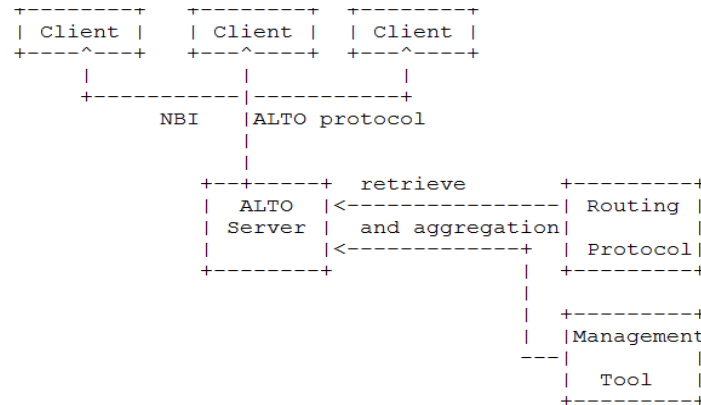 Client Client Client
NBI ALTO protocol
retrieve
ALTO Routing
Server and aggregation
Protocol
Management
Tool